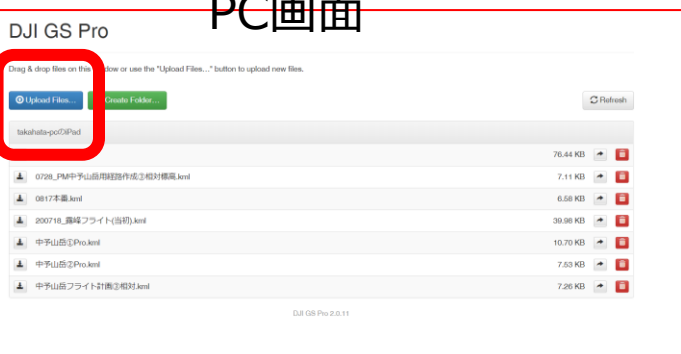 PC画面
DJI GS Pro
Drag & drop files on this window or use the "Upload Files..." button to upload new files.
Upload Files... Create Folder... Refresh
takahata-pcのiPad
76.44 KB
0728_PM中予山岳用経路作成③相対標高.kml 7.11 KB
0817本番.kml 6.58 KB
200718_霧峰フライト(当初).kml 39.98 KB
中予山岳①Pro.kml 10.70 KB
中予山岳②Pro.kml 7.53 KB
中予山岳フライト計画③相対.kml 7.26 KB
DJI GS Pro 2.0.11